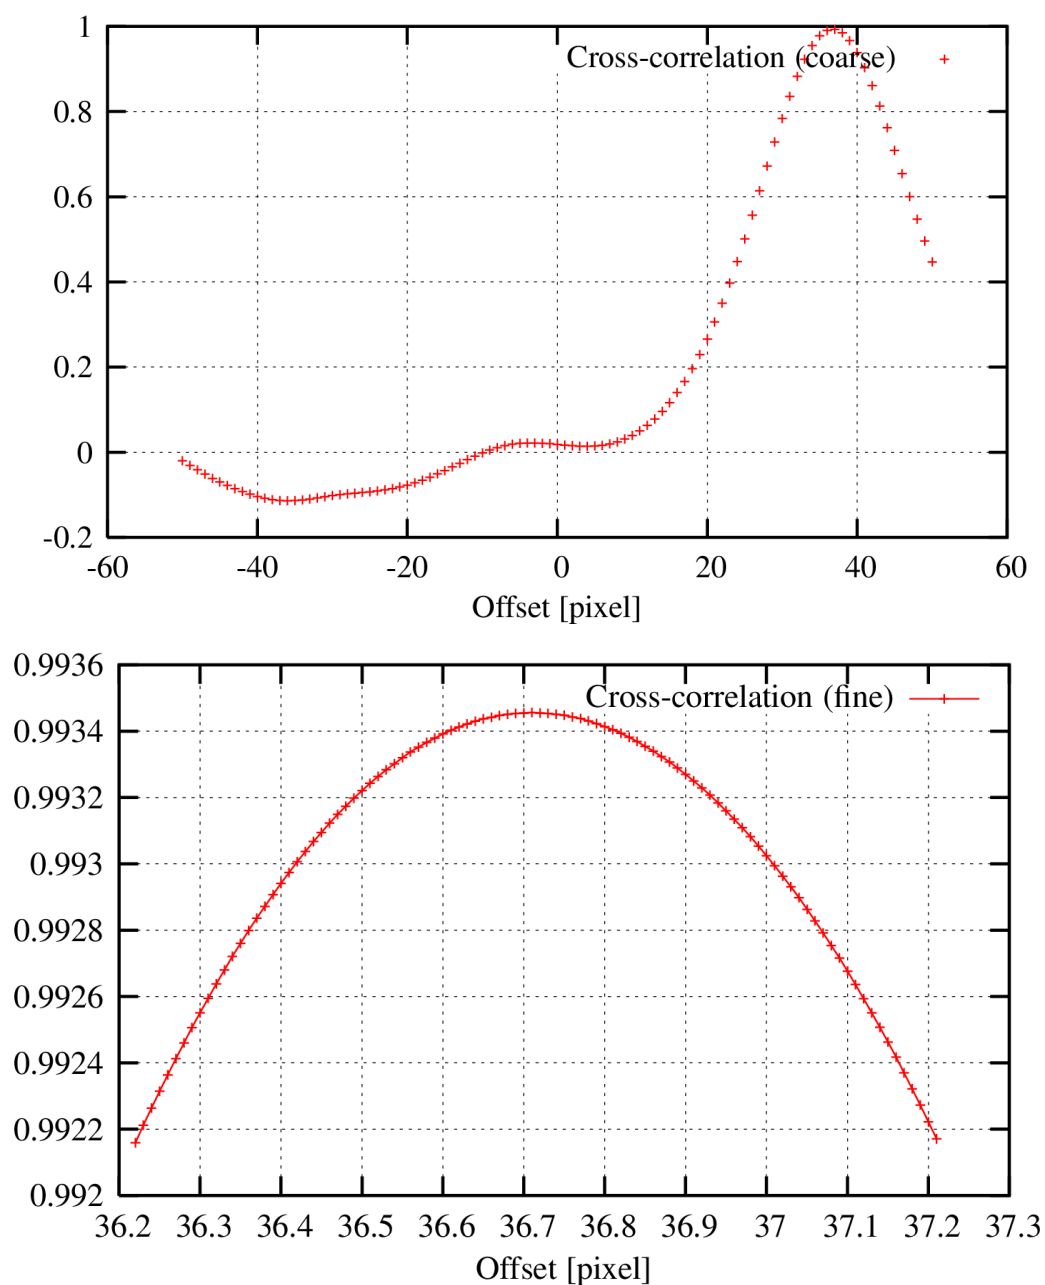 1
Cross-correlation (coarse)
0.8
0.6
0.4
0.2
0
-0.2
-60 -40 -20 0 20 40 60
Offset [pixel]
0.9936
Cross-correlation (fine)
0.9934
0.9932
0.993
0.9928
0.9926
0.9924
0.9922
0.992
36.2 36.3 36.4 36.5 36.6 36.7 36.8 36.9 37 37.1 37.2 37.3
Offset [pixel]